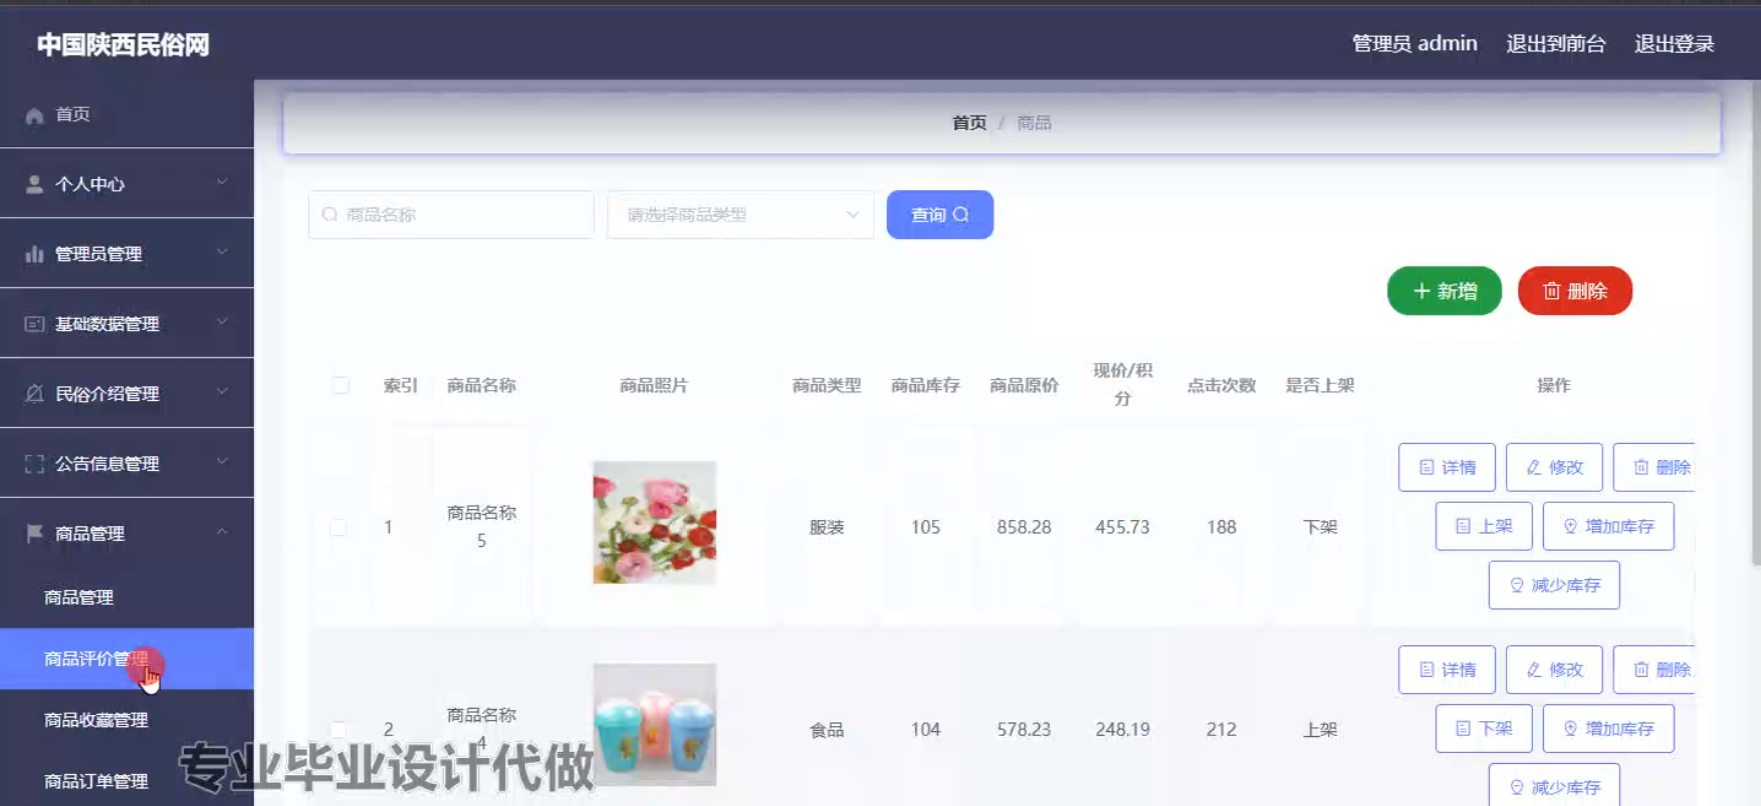 中国陕西民俗网
管理员 admin 退出到前台 退出登录
首页
个人中心
管理员管理
基础数据管理
民俗介绍管理
公告信息管理
商品管理
商品管理
商品评价管理
商品收藏管理
商品订单管理
首页 / 商品
商品名称 请选择商品类型 查询
新增 删除
索引 商品名称 商品照片 商品类型 商品库存 商品原价 现价/积分 点击次数 是否上架 操作
1 商品名称5 服装 105 858.28 455.73 188 下架
详情 修改 删除
上架 增加库存
减少库存
2 商品名称4 食品 104 578.23 248.19 212 上架
详情 修改 删除
下架 增加库存
减少库存
专业毕业设计代做